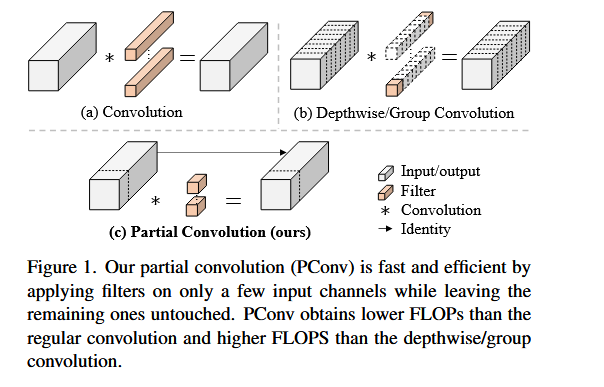 * =
* =
(a) Convolution
(b) Depthwise/Group Convolution
* =
Input/output
Filter
* Convolution
→ Identity
(c) Partial Convolution (ours)
Figure 1. Our partial convolution (PConv) is fast and efficient by
applying filters on only a few input channels while leaving the
remaining ones untouched. PConv obtains lower FLOPs than the
regular convolution and higher FLOPS than the depthwise/group
convolution.